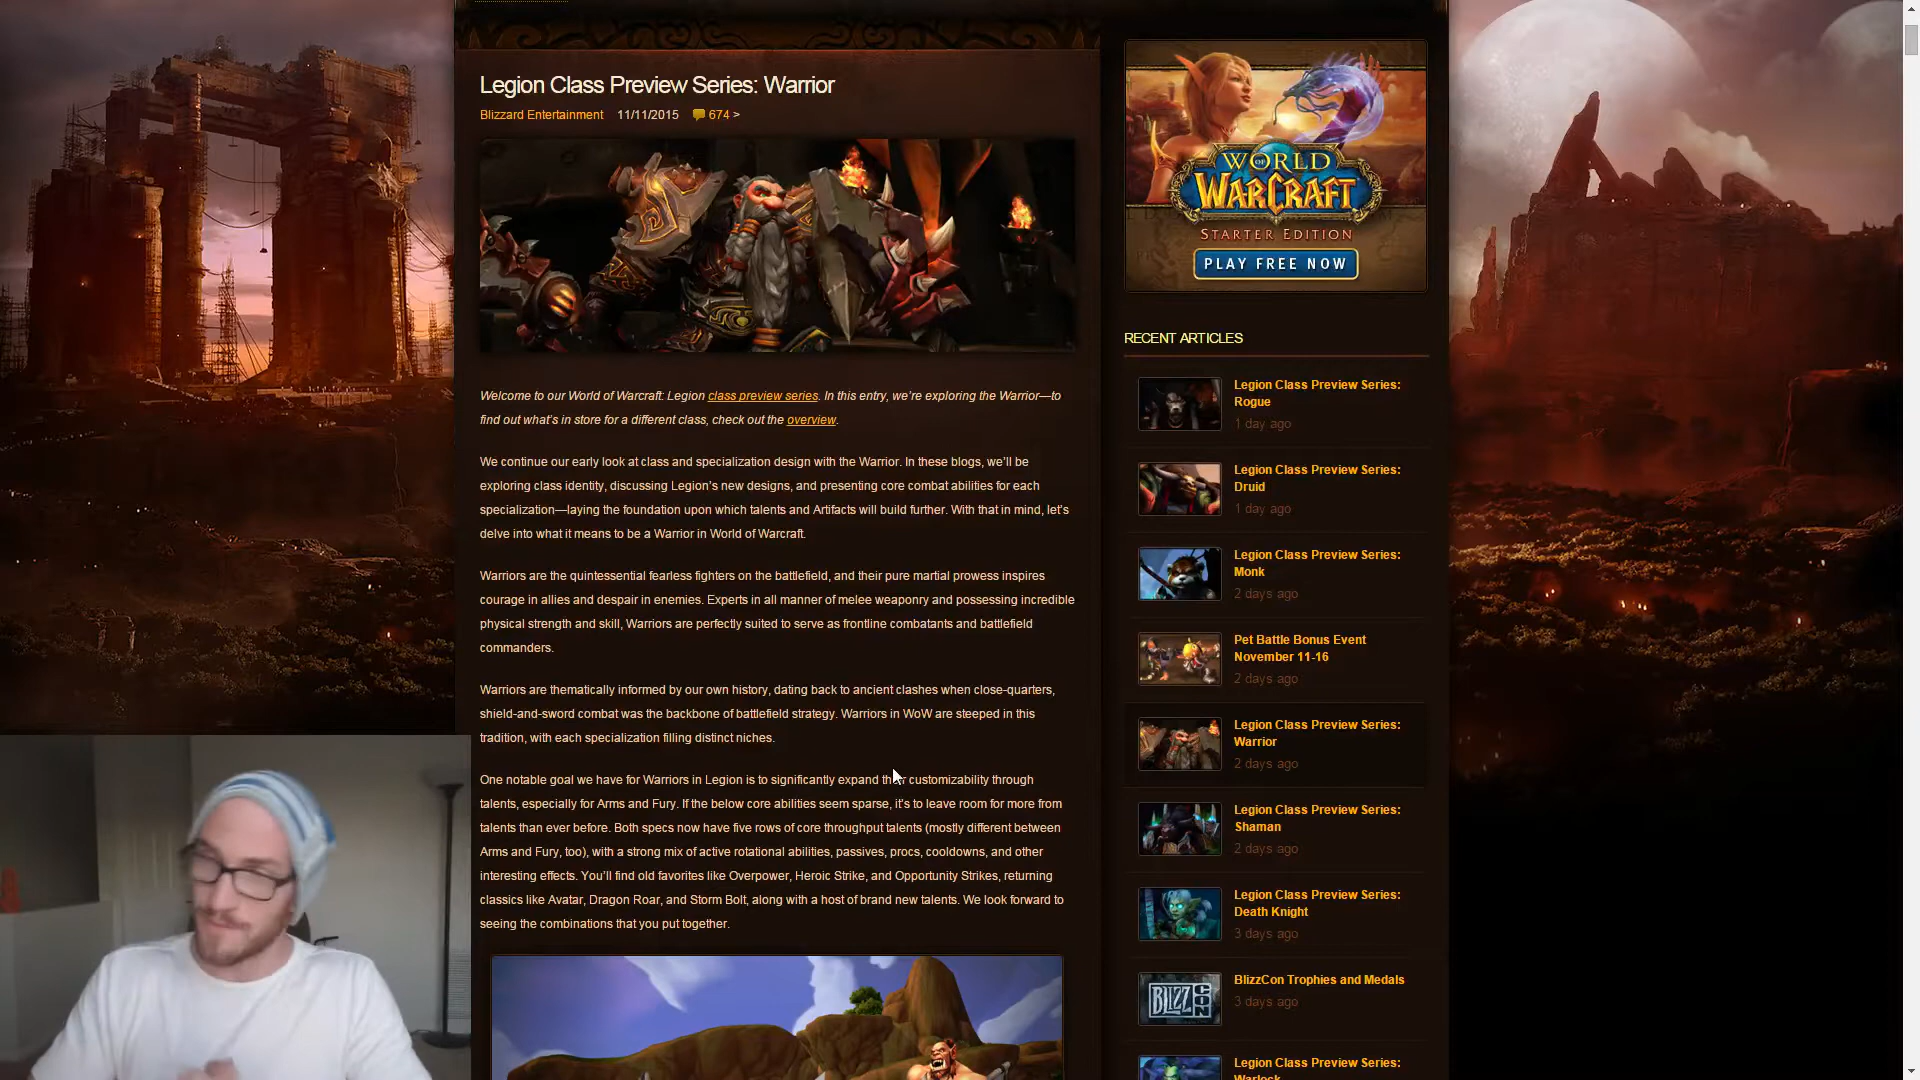 Legion Class Preview Series: Warrior
Blizzard Entertainment 11/11/2015 674 >
Welcome to our World of Warcraft: Legion class preview series. In this entry, we're exploring the Warrior—to
find out what's in store for a different class, check out the overview.
We continue our early look at class and specialization design with the Warrior. In these blogs, we'll be
exploring class identity, discussing Legion's new designs, and presenting core combat abilities for each
specialization—laying the foundation upon which talents and Artifacts will build further. With that in mind, let's
delve into what it means to be a Warrior in World of Warcraft.
Warriors are the quintessential fearless fighters on the battlefield, and their pure martial prowess inspires
courage in allies and despair in enemies. Experts in all manner of melee weaponry and possessing incredible
physical strength and skill, Warriors are perfectly suited to serve as frontline combatants and battlefield
commanders.
Warriors are thematically informed by our own history, dating back to ancient clashes when close-quarters,
shield-and-sword combat was the backbone of battlefield strategy. Warriors in WoW are steeped in this
tradition, with each specialization filling distinct niches.
One notable goal we have for Warriors in Legion is to significantly expand their customizability through
talents, especially for Arms and Fury. If the below core abilities seem sparse, it's to leave room for more from
talents than ever before. Both specs now have five rows of core throughput talents (mostly different between
Arms and Fury, too), with a strong mix of active rotational abilities, passives, procs, cooldowns, and other
interesting effects. You'll find old favorites like Overpower, Heroic Strike, and Opportunity Strikes, returning
classics like Avatar, Dragon Roar, and Storm Bolt, along with a host of brand new talents. We look forward to
seeing the combinations that you put together.
WORLD
OF
WARCRAFT
STARTER EDITION
PLAY FREE NOW
RECENT ARTICLES
Legion Class Preview Series:
Rogue
1 day ago
Legion Class Preview Series:
Druid
1 day ago
Legion Class Preview Series:
Monk
2 days ago
Pet Battle Bonus Event
November 11-16
2 days ago
Legion Class Preview Series:
Warrior
2 days ago
Legion Class Preview Series:
Shaman
2 days ago
Legion Class Preview Series:
Death Knight
3 days ago
BLIZZ
CON
BlizzCon Trophies and Medals
3 days ago
Legion Class Preview Series:
Warlock